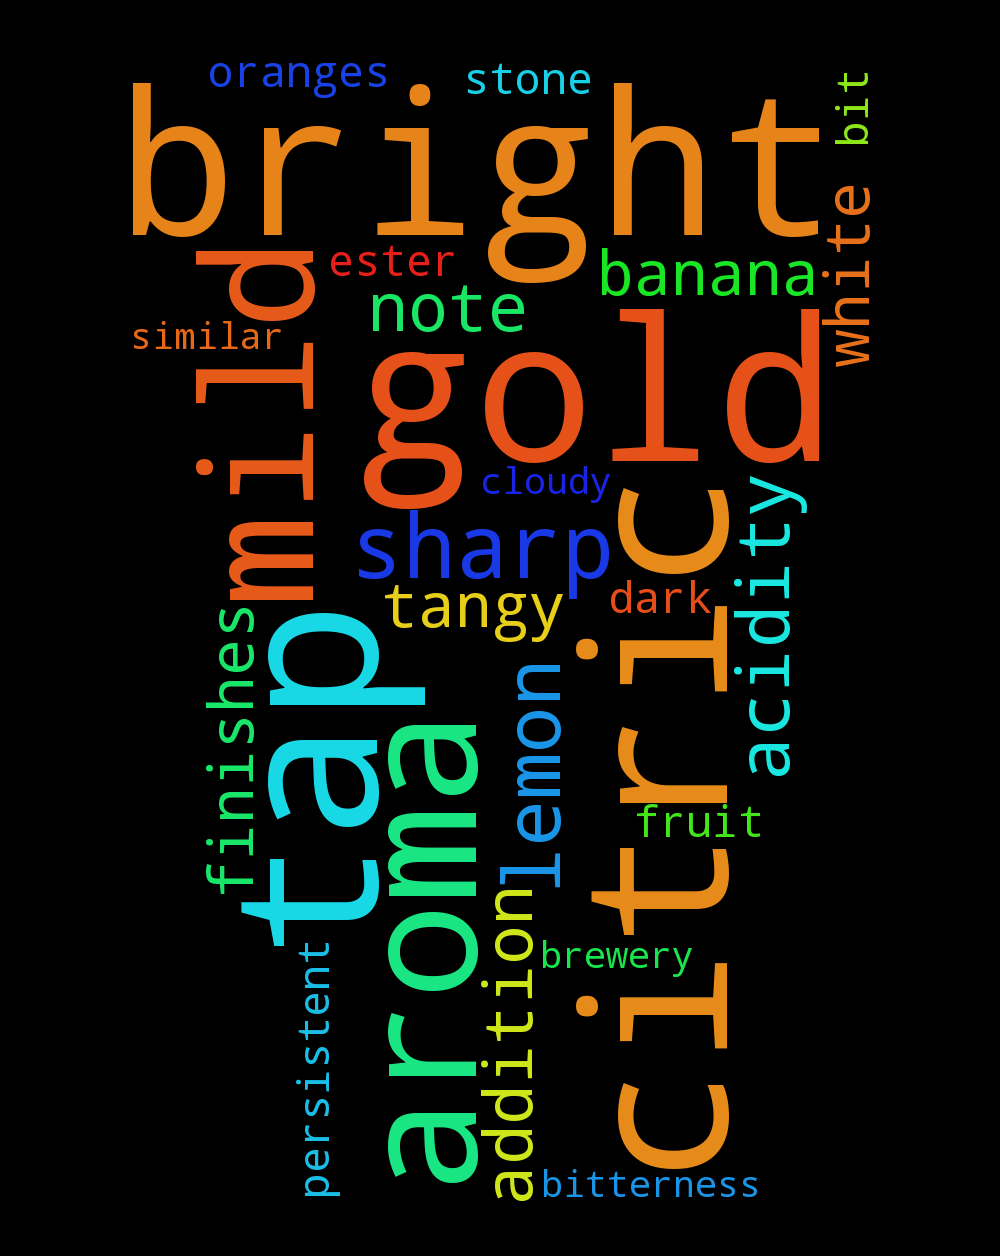 oranges
stone
bit
bright
white
mild
ester
banana
note
similar
gold
cloudy
sharp
citric
acidity
tangy
dark
finishes
tap
lemon
aroma
fruit
addition
brewery
persistent
bitterness